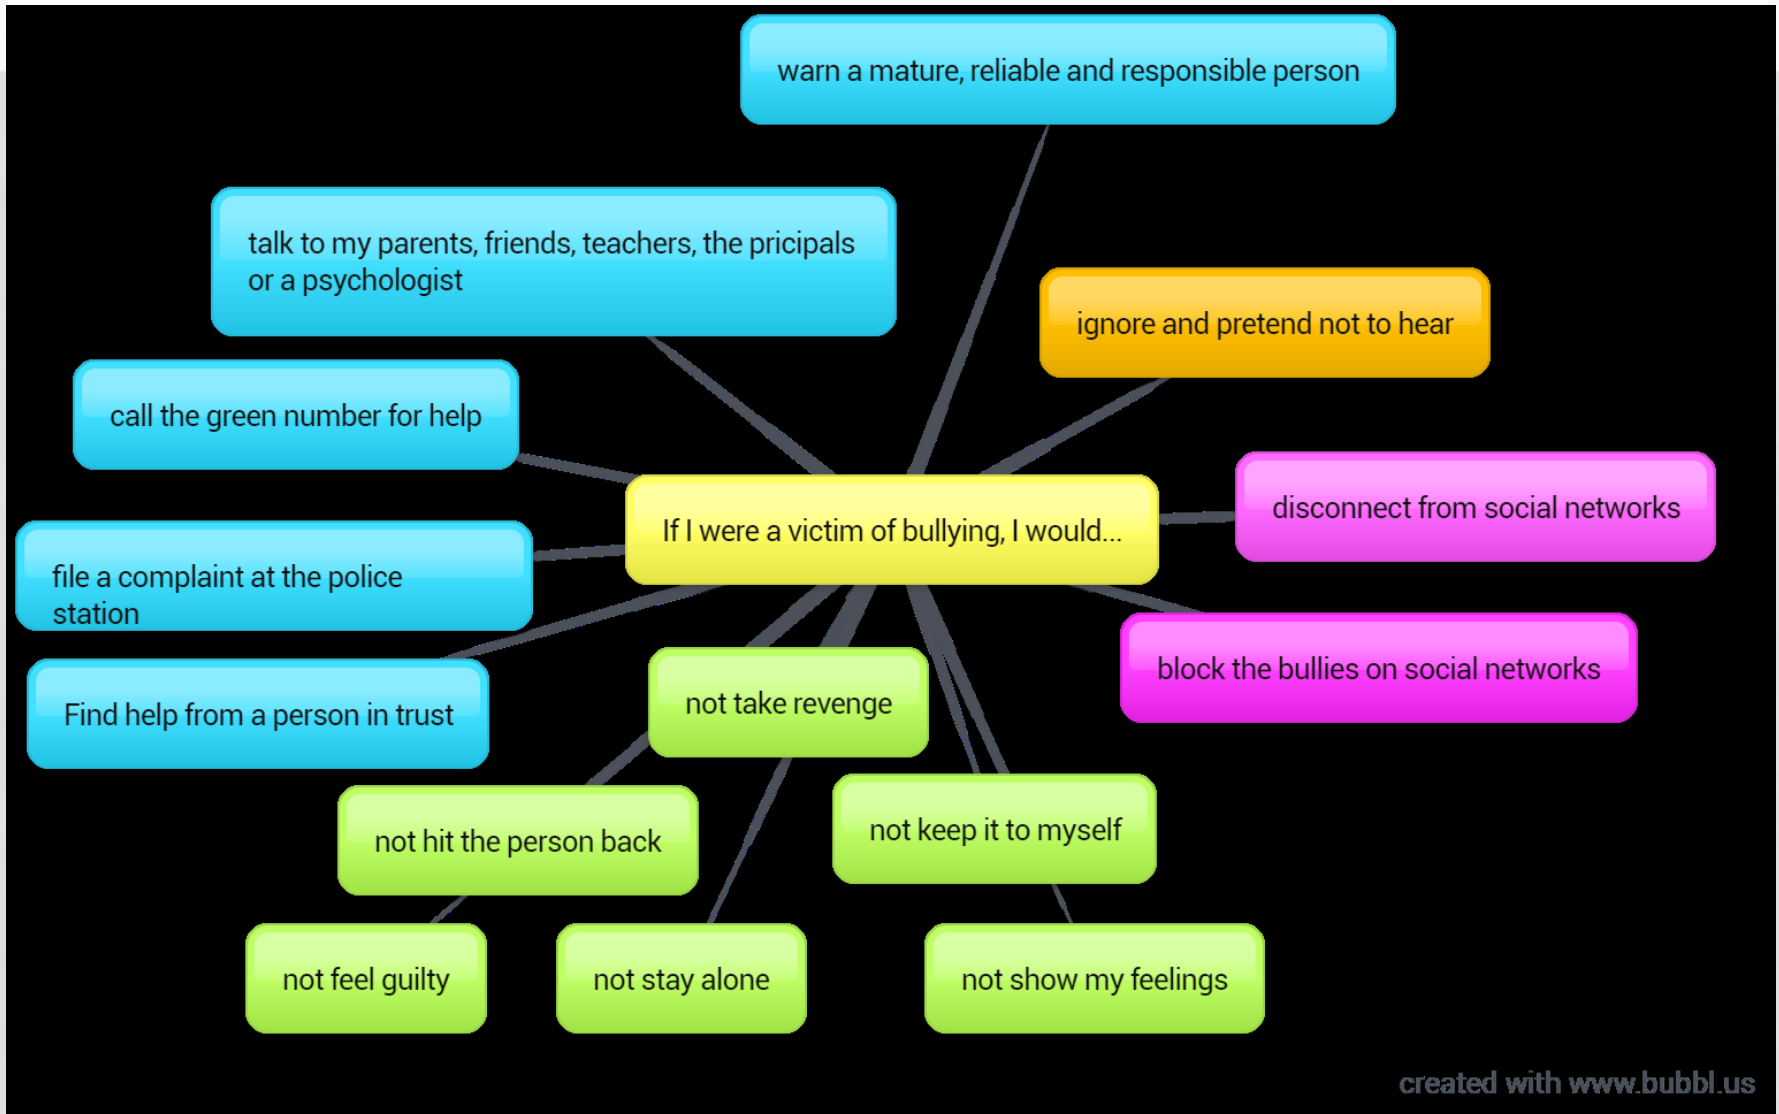 warn a mature, reliable and responsible person
talk to my parents, friends, teachers, the pricipals
or a psychologist
ignore and pretend not to hear
call the green number for help
disconnect from social networks
If I were a victim of bullying, I would...
file a complaint at the police
station
block the bullies on social networks
Find help from a person in trust
not take revenge
not hit the person back
not keep it to myself
not feel guilty
not stay alone
not show my feelings
created with www.bubbl.us